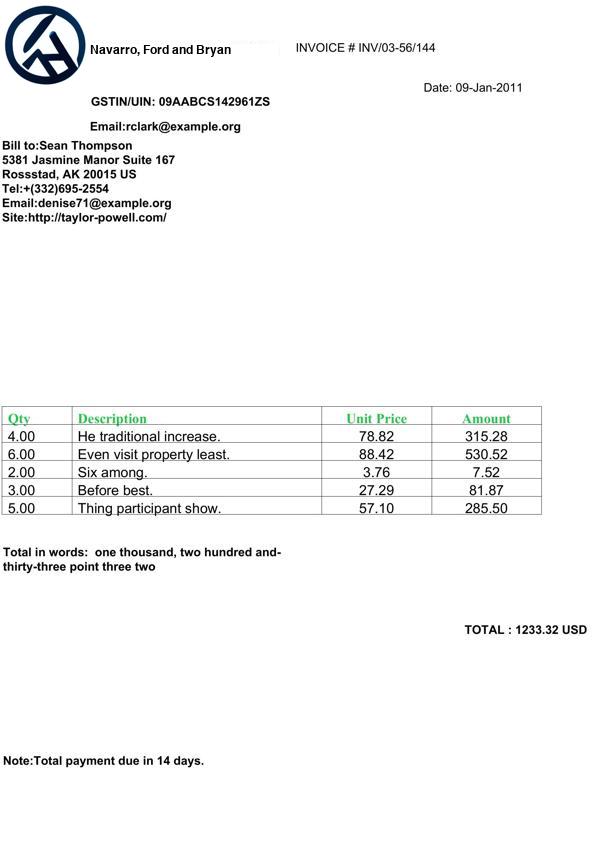 Navarro, Ford and Bryan
INVOICE # INV/03-56/144
Date: 09-Jan-2011
GSTIN/UIN: 09AABCS142961ZS
Email:rclark@example.org
Bill to:Sean Thompson
5381 Jasmine Manor Suite 167
Rossstad, AK 20015 US
Tel:+(332)695-2554
Email:denise71@example.org
Site:http://taylor-powell.com/
Qty Description Unit Price Amount
4.00 He traditional increase. 78.82 315.28
6.00 Even visit property least. 88.42 530.52
2.00 Six among. 3.76 7.52
3.00 Before best. 27.29 81.87
5.00 Thing participant show. 57.10 285.50
Total in words:  one thousand, two hundred and-
thirty-three point three two
TOTAL : 1233.32 USD
Note:Total payment due in 14 days.